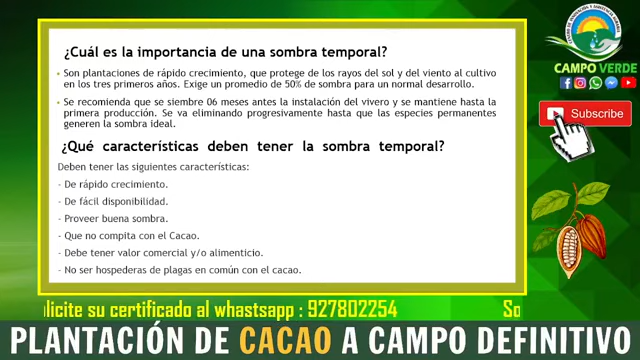 ¿Cuál es la importancia de una sombra temporal?
• Son plantaciones de rápido crecimiento, que protege de los rayos del sol y del viento al cultivo
en los tres primeros años. Exige un promedio de 50% de sombra para un normal desarrollo.
• Se recomienda que se siembre 06 meses antes la instalación del vivero y se mantiene hasta la
primera producción. Se va eliminando progresivamente hasta que las especies permanentes
generen la sombra ideal.
¿Qué características deben tener la sombra temporal?
Deben tener las siguientes características:
- De rápido crecimiento.
- De fácil disponibilidad.
- Proveer buena sombra.
- Que no compita con el Cacao.
- Debe tener valor comercial y/o alimenticio.
- No ser hospederas de plagas en común con el cacao.
CAMPO VERDE
Subscribe
licite su certificado al whastsapp : 927802254
So
PLANTACIÓN DE CACAO A CAMPO DEFINITIVO